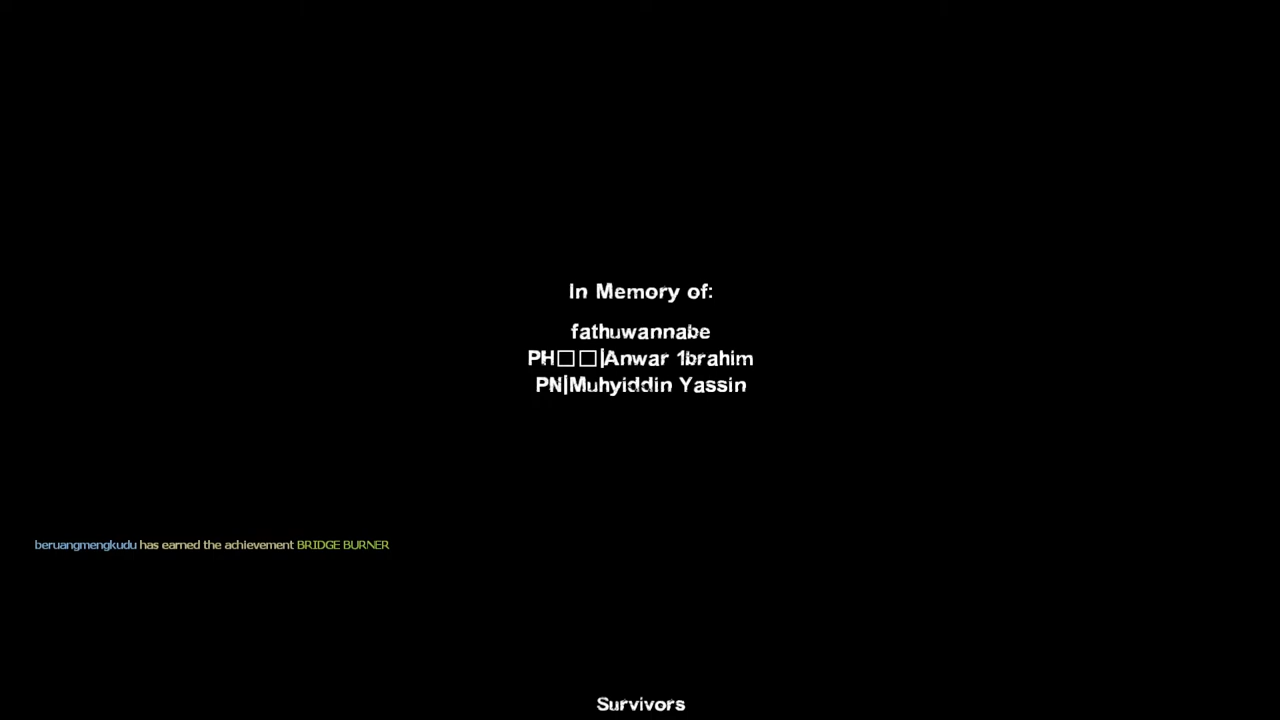 In Memory of:
fathuwannabe
PH□□|Anwar 1brahim
PN|Muhyiddin Yassin
beruangmengkudu has earned the achievement BRIDGE BURNER
Survivors